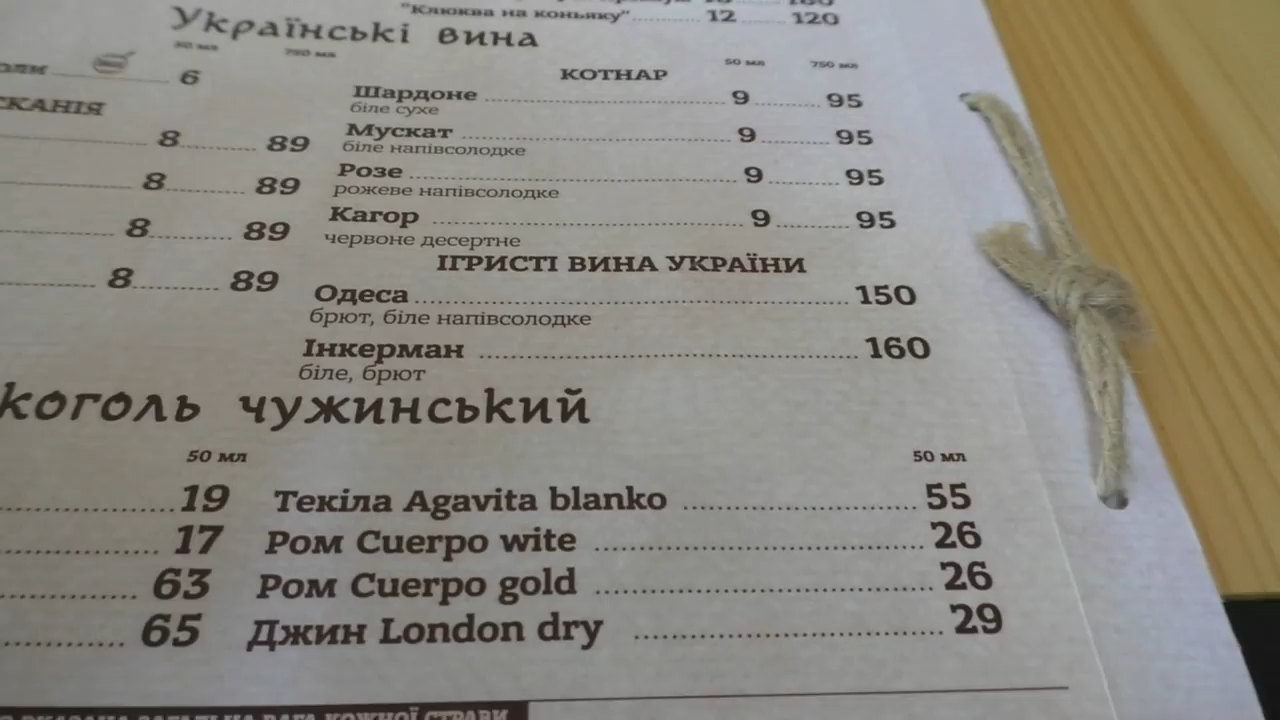 "Клюква на коньяку" 12 120
Українські вина
50 мл 750 мл
6
КОТНАР 50 мл 750 мл
Шардоне 9 95
біле сухе
8 89 Мускат 9 95
біле напівсолодке
8 89 Розе 9 95
рожеве напівсолодке
8 89 Кагор 9 95
червоне десертне
ІГРИСТІ ВИНА УКРАЇНИ
8 89 Одеса 150
брют, біле напівсолодке
Інкерман 160
біле, брют
коголь чужинський
50 мл 50 мл
19 Текіла Agavita blanko 55
17 Ром Cuerpo wite 26
63 Ром Cuerpo gold 26
65 Джин London dry 29
ЗАГАЛЬНА ВАГА КОЖНОЇ СТРАВИ